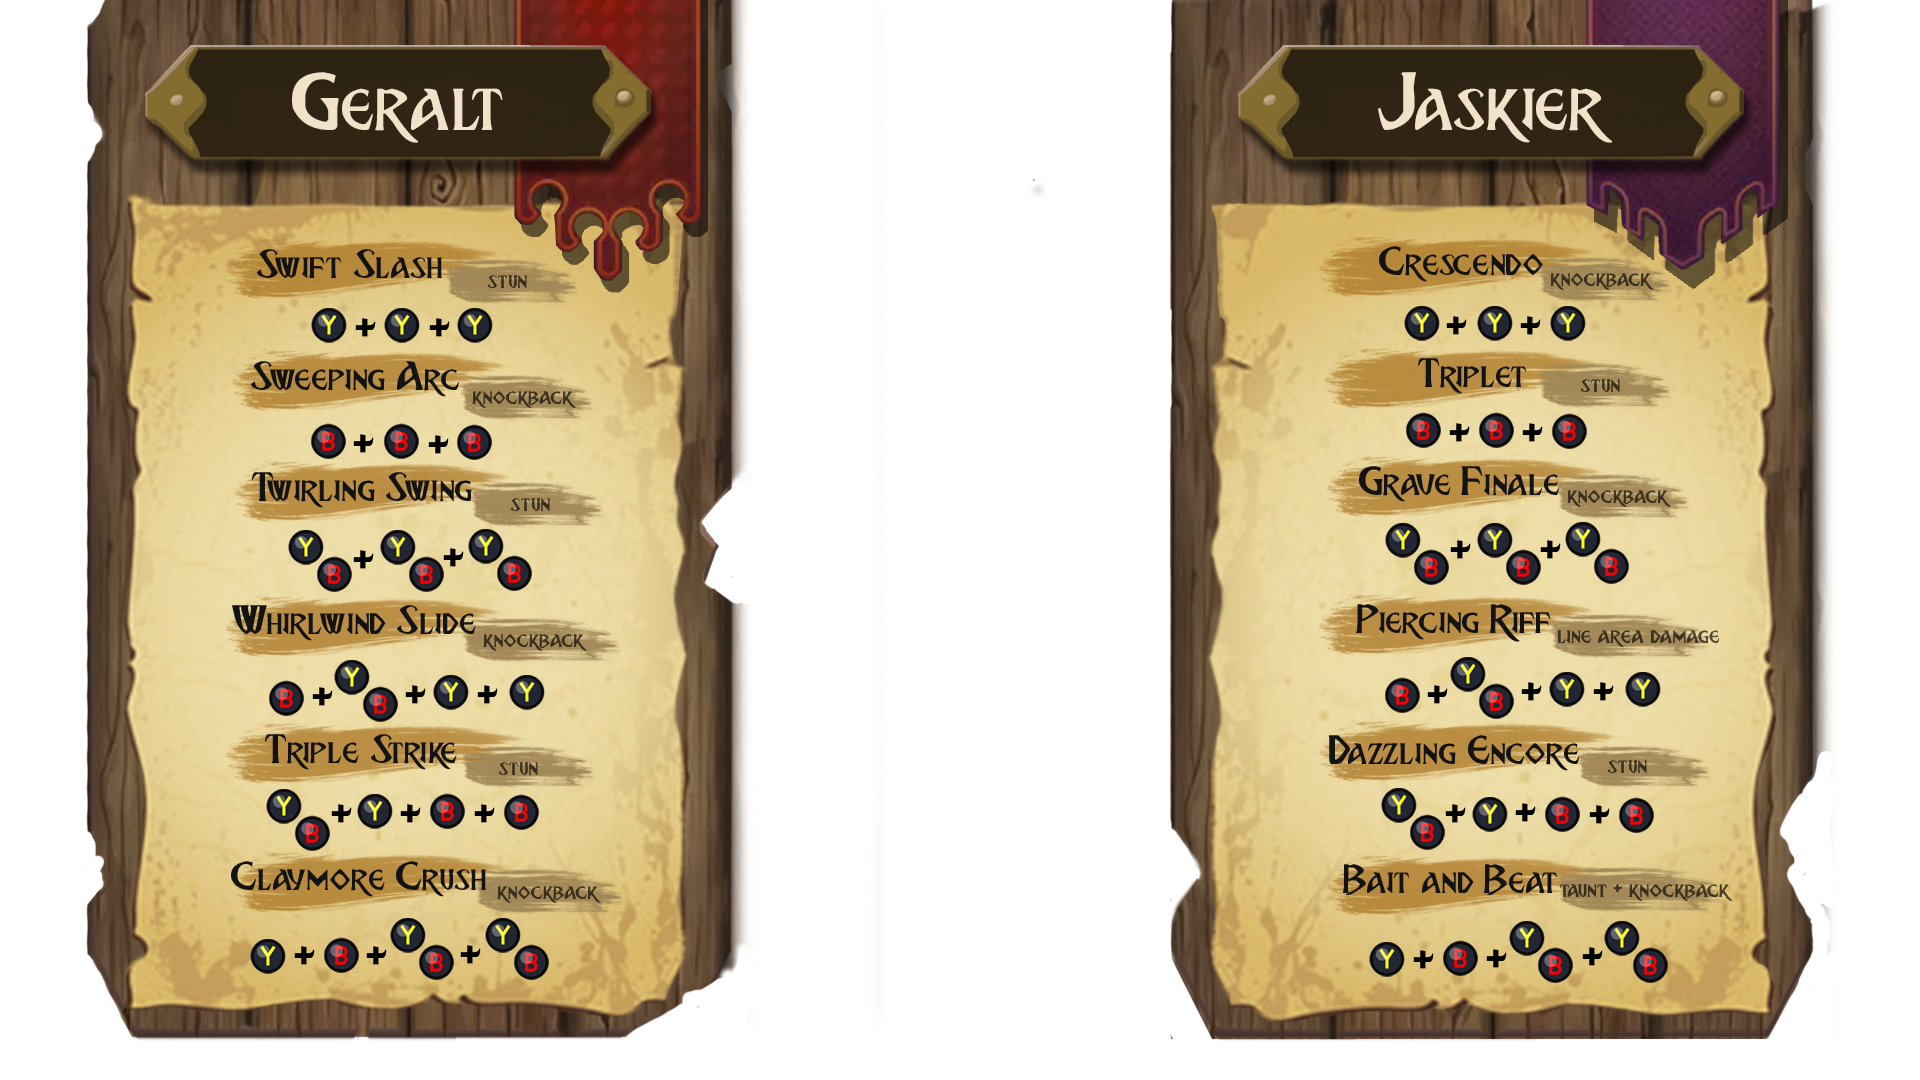 Geralt
Swift Slash stun
Y + Y + Y
Sweeping Arc knockback
B + B + B
Twirling Swing stun
Y B + Y B + Y B
Whirlwind Slide knockback
B + Y B + Y + Y
Triple Strike stun
Y B + Y + B + B
Claymore Crush knockback
Y + B + Y B + Y B
Jaskier
Crescendo knockback
Y + Y + Y
Triplet stun
B + B + B
Grave Finale knockback
Y B + Y B + Y B
Piercing Riff line area damage
B + Y B + Y + Y
Dazzling Encore stun
Y B + Y + B + B
Bait and Beat taunt + knockback
Y + B + Y B + Y B